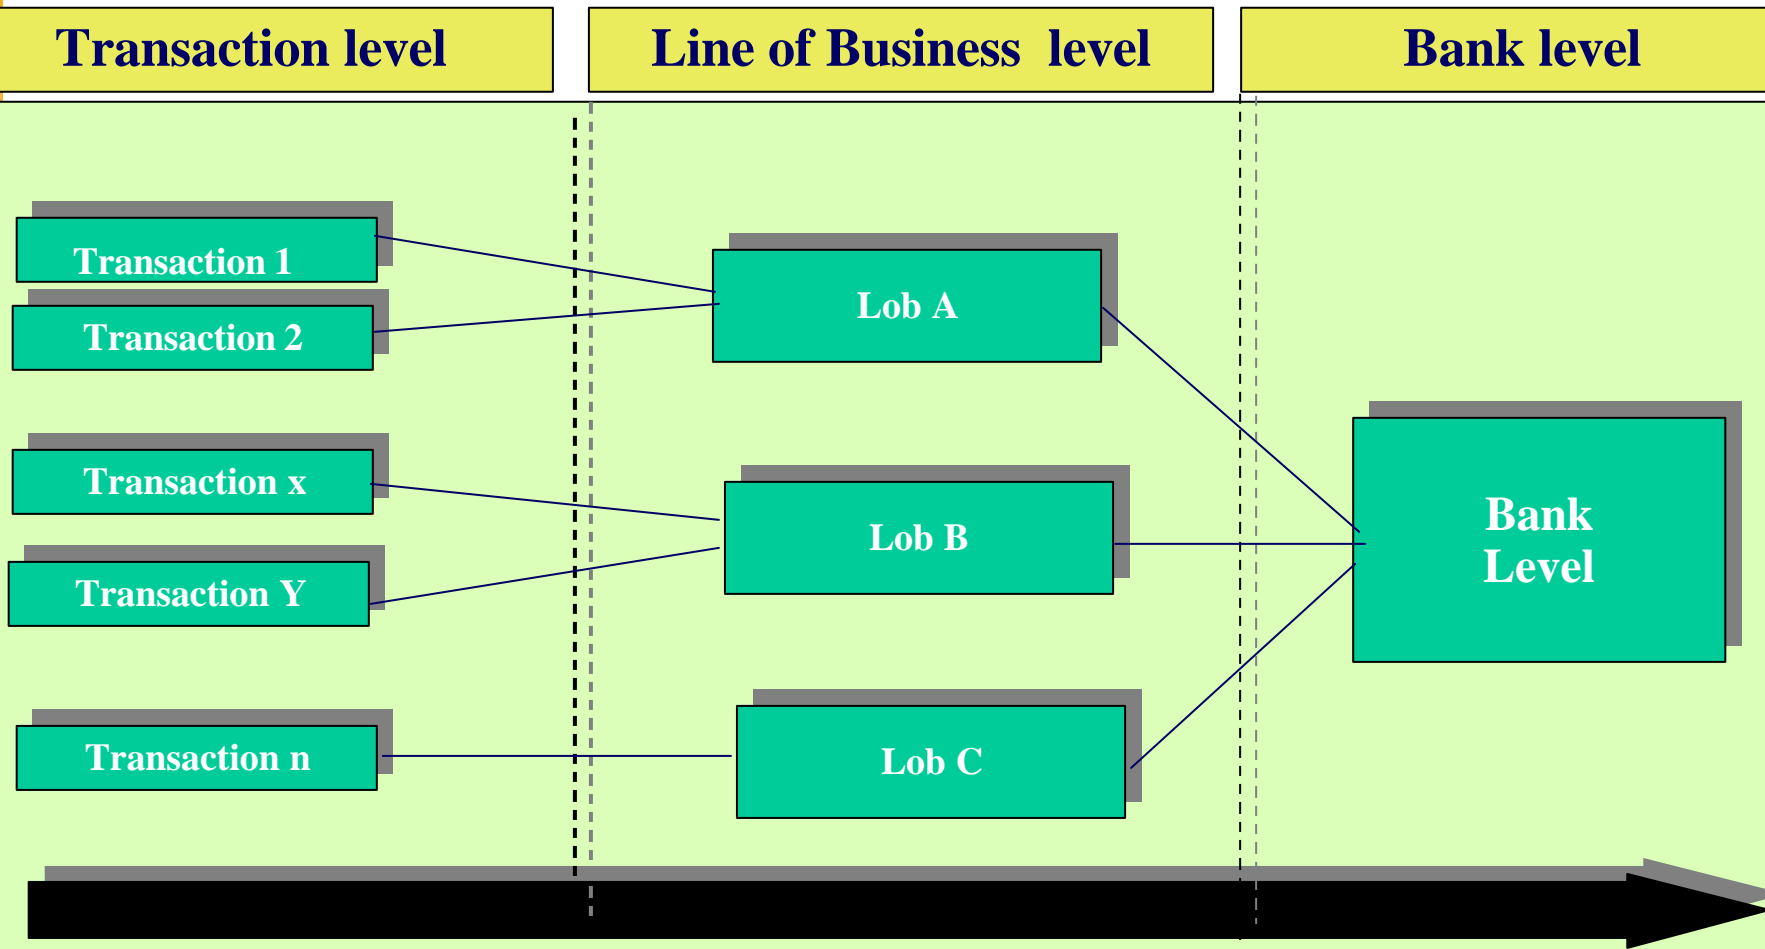 Transaction level
Line of Business level
Bank level
Transaction 1
Transaction 2
Transaction x
Transaction Y
Transaction n
Lob A
Lob B
Lob C
Bank
Level